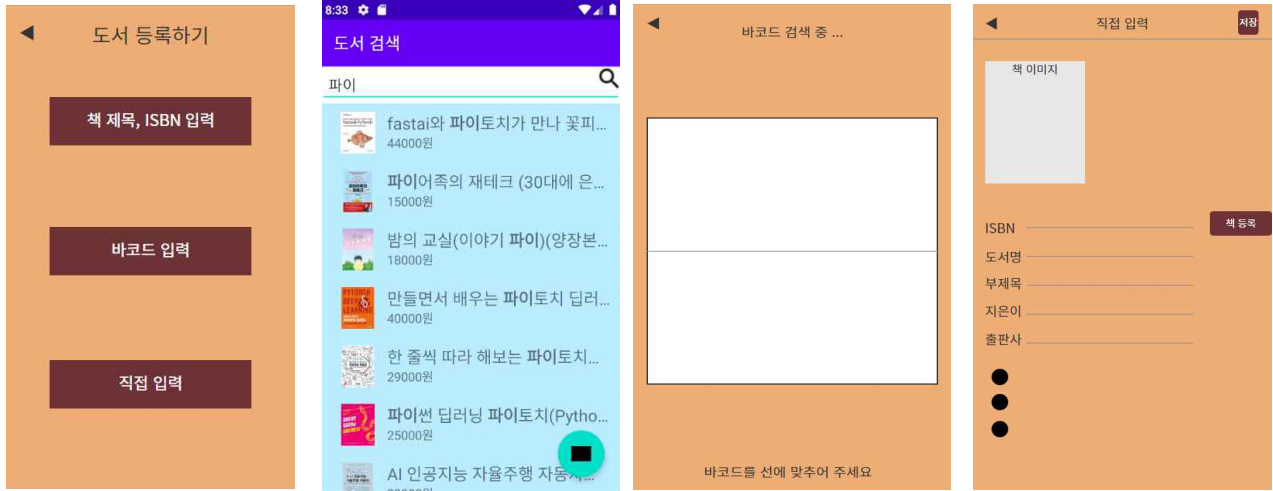 도서 등록하기
책 제목, ISBN 입력
바코드 입력
직접 입력
8:33
도서 검색
파이
fastai와 파이토치가 만나 꽃피...
44000원
파이어족의 재테크 (30대에 은...
15000원
밤의 교실(이야기 파이)(양장본...
18000원
만들면서 배우는 파이토치 딥러...
40000원
한 줄씩 따라 해보는 파이토치...
29000원
파이썬 딥러닝 파이토치(Pytho...
25000원
AI 인공지능 자율주행 자동
바코드 검색 중 ...
바코드를 선에 맞추어 주세요
직접 입력
저장
책 이미지
ISBN
책 등록
도서명
부제목
지은이
출판사